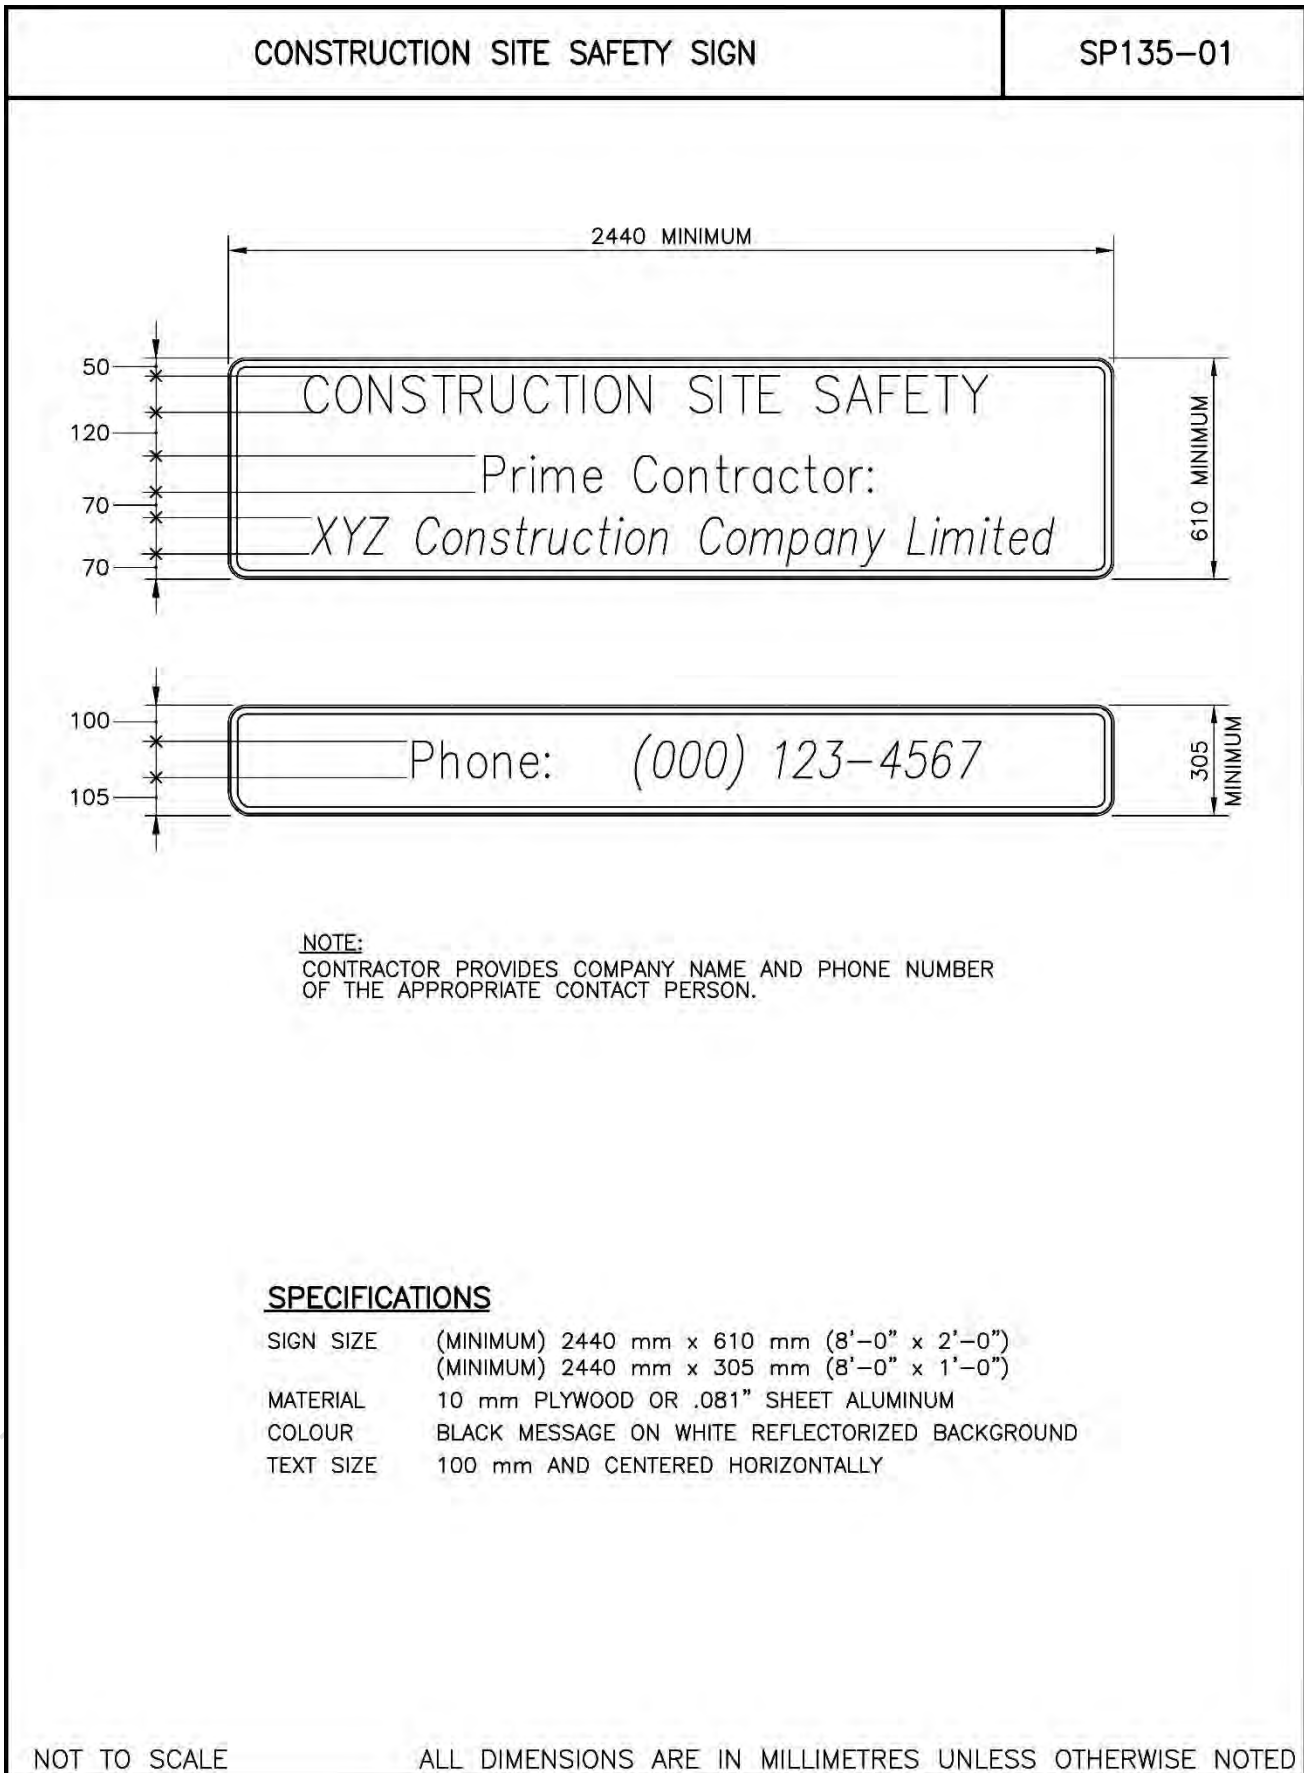 CONSTRUCTION SITE SAFETY SIGN
SP135-01
2440 MINIMUM
50
120
70
70
CONSTRUCTION SITE SAFETY
Prime Contractor:
XYZ Construction Company Limited
610 MINIMUM
100
105
Phone: (000) 123-4567
305
MINIMUM
NOTE:
CONTRACTOR PROVIDES COMPANY NAME AND PHONE NUMBER
OF THE APPROPRIATE CONTACT PERSON.
SPECIFICATIONS
SIGN SIZE (MINIMUM) 2440 mm x 610 mm (8'-0" x 2'-0")
(MINIMUM) 2440 mm x 305 mm (8'-0" x 1'-0")
MATERIAL 10 mm PLYWOOD OR .081" SHEET ALUMINUM
COLOUR BLACK MESSAGE ON WHITE REFLECTORIZED BACKGROUND
TEXT SIZE 100 mm AND CENTERED HORIZONTALLY
NOT TO SCALE ALL DIMENSIONS ARE IN MILLIMETRES UNLESS OTHERWISE NOTED